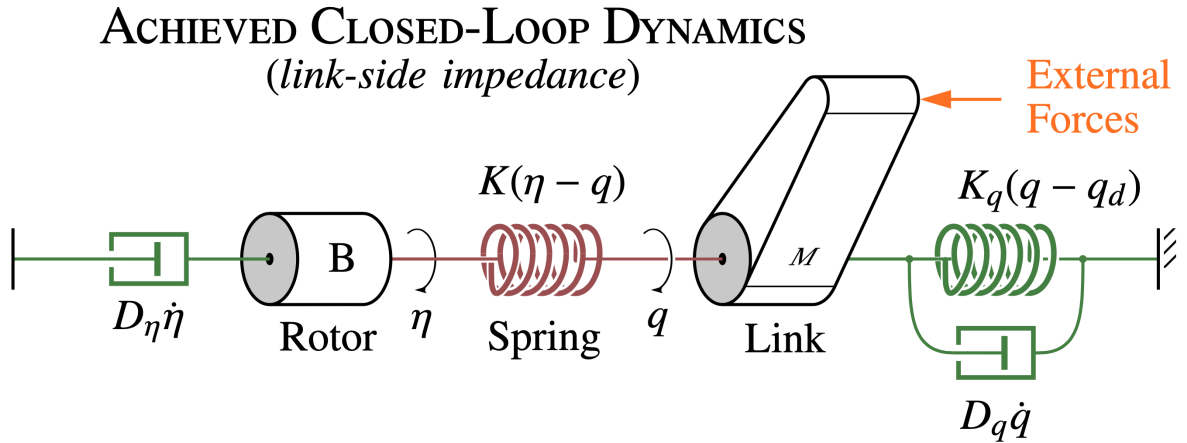 ACHIEVED CLOSED-LOOP DYNAMICS
(link-side impedance)
External
Forces
K(η − q)
K_q(q − q_d)
B
M
D_η η̇
Rotor
η
Spring
q
Link
D_q q̇